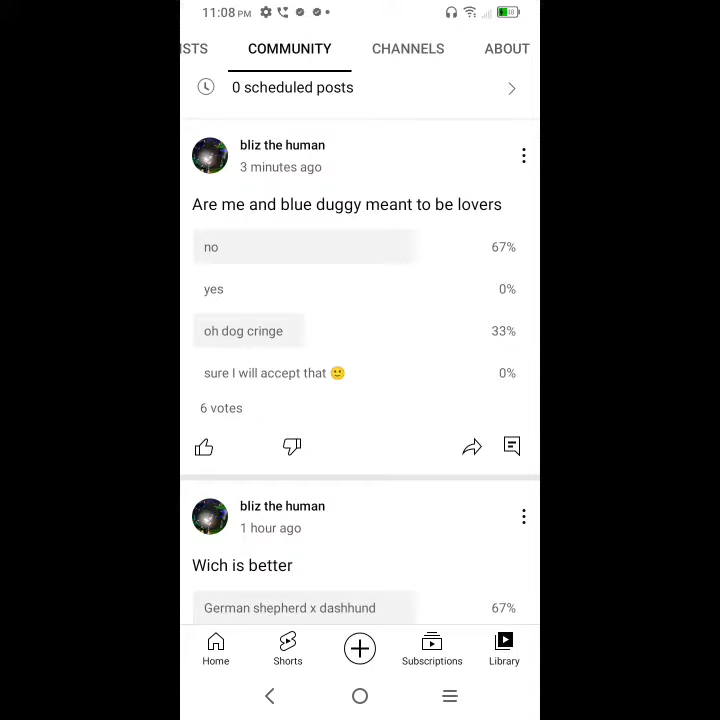 11:08 PM
18
ISTS COMMUNITY CHANNELS ABOUT
0 scheduled posts
bliz the human
3 minutes ago
Are me and blue duggy meant to be lovers
no 67%
yes 0%
oh dog cringe 33%
sure I will accept that 🙂 0%
6 votes
bliz the human
1 hour ago
Wich is better
German shepherd x dashhund 67%
Home Shorts Subscriptions Library